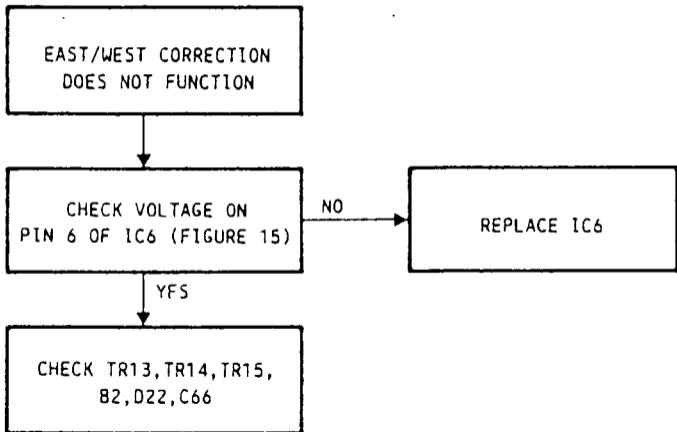 EAST/WEST CORRECTION
DOES NOT FUNCTION
CHECK VOLTAGE ON
PIN 6 OF IC6 (FIGURE 15)
NO
REPLACE IC6
YFS
CHECK TR13,TR14,TR15,
B2,D22,C66